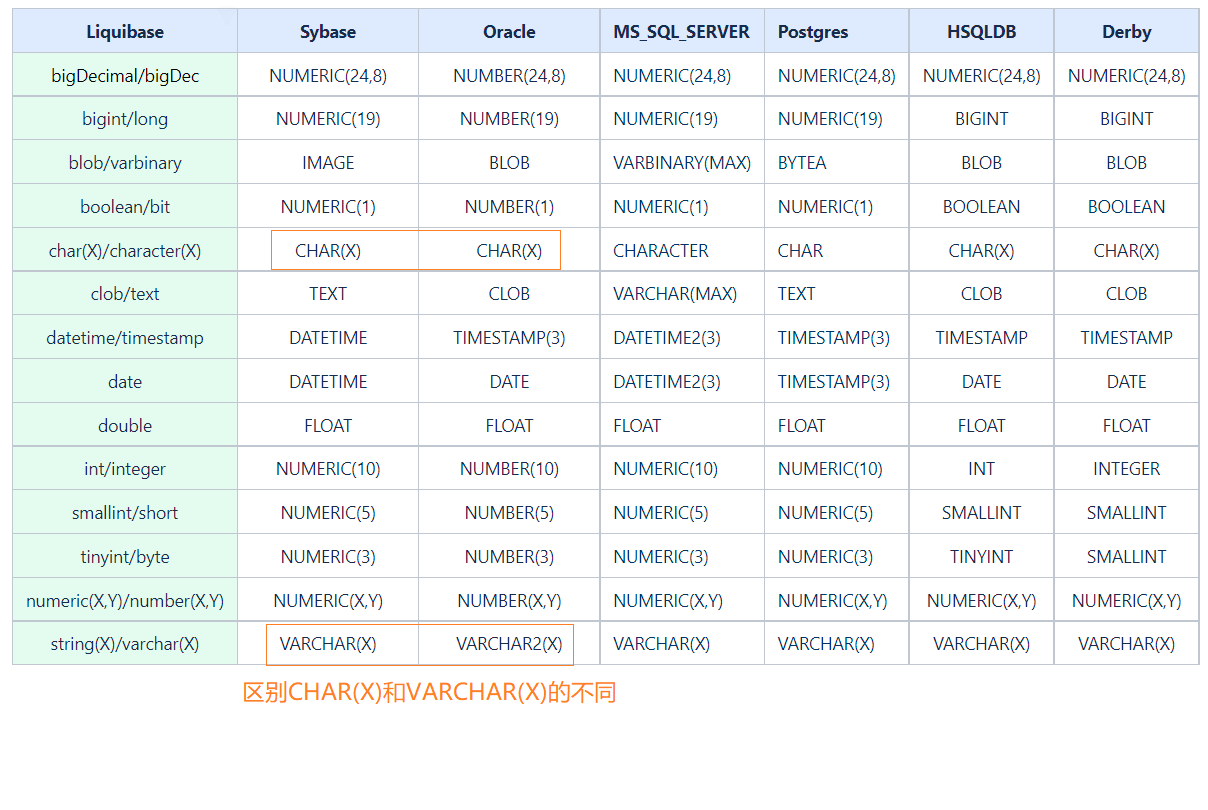 Liquibase Sybase Oracle MS_SQL_SERVER Postgres HSQLDB Derby
bigDecimal/bigDec NUMERIC(24,8) NUMBER(24,8) NUMERIC(24,8) NUMERIC(24,8) NUMERIC(24,8) NUMERIC(24,8)
bigint/long NUMERIC(19) NUMBER(19) NUMERIC(19) NUMERIC(19) BIGINT BIGINT
blob/varbinary IMAGE BLOB VARBINARY(MAX) BYTEA BLOB BLOB
boolean/bit NUMERIC(1) NUMBER(1) NUMERIC(1) NUMERIC(1) BOOLEAN BOOLEAN
char(X)/character(X) CHAR(X) CHAR(X) CHARACTER CHAR CHAR(X) CHAR(X)
clob/text TEXT CLOB VARCHAR(MAX) TEXT CLOB CLOB
datetime/timestamp DATETIME TIMESTAMP(3) DATETIME2(3) TIMESTAMP(3) TIMESTAMP TIMESTAMP
date DATETIME DATE DATETIME2(3) TIMESTAMP(3) DATE DATE
double FLOAT FLOAT FLOAT FLOAT FLOAT FLOAT
int/integer NUMERIC(10) NUMBER(10) NUMERIC(10) NUMERIC(10) INT INTEGER
smallint/short NUMERIC(5) NUMBER(5) NUMERIC(5) NUMERIC(5) SMALLINT SMALLINT
tinyint/byte NUMERIC(3) NUMBER(3) NUMERIC(3) NUMERIC(3) TINYINT SMALLINT
numeric(X,Y)/number(X,Y) NUMERIC(X,Y) NUMBER(X,Y) NUMERIC(X,Y) NUMERIC(X,Y) NUMERIC(X,Y) NUMERIC(X,Y)
string(X)/varchar(X) VARCHAR(X) VARCHAR2(X) VARCHAR(X) VARCHAR(X) VARCHAR(X) VARCHAR(X)
区别CHAR(X)和VARCHAR(X)的不同